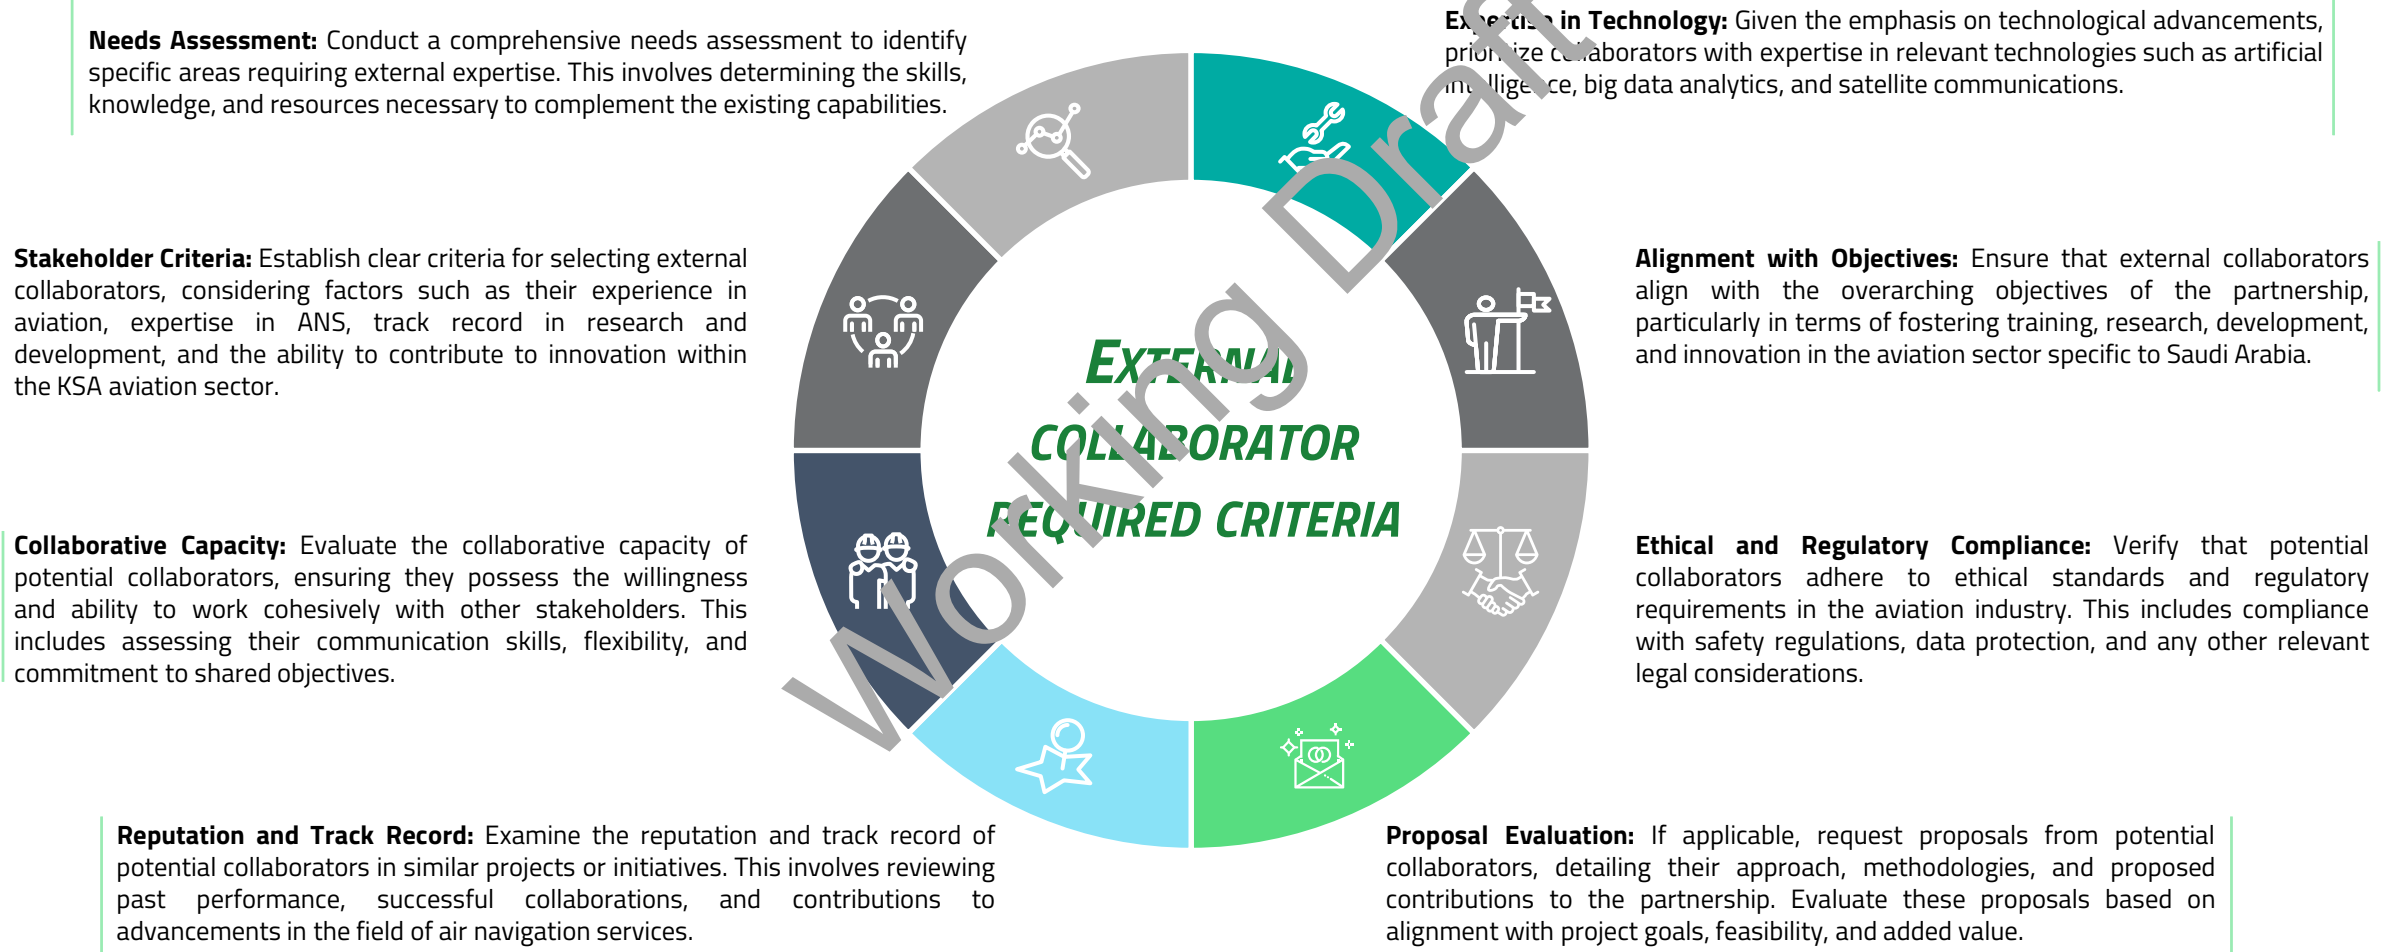 Needs Assessment: Conduct a comprehensive needs assessment to identify
specific areas requiring external expertise. This involves determining the skills,
knowledge, and resources necessary to complement the existing capabilities.
Expertise in Technology: Given the emphasis on technological advancements,
prioritize collaborators with expertise in relevant technologies such as artificial
intelligence, big data analytics, and satellite communications.
Stakeholder Criteria: Establish clear criteria for selecting external
collaborators, considering factors such as their experience in
aviation, expertise in ANS, track record in research and
development, and the ability to contribute to innovation within
the KSA aviation sector.
Alignment with Objectives: Ensure that external collaborators
align with the overarching objectives of the partnership,
particularly in terms of fostering training, research, development,
and innovation in the aviation sector specific to Saudi Arabia.
EXTERNAL
COLLABORATOR
REQUIRED CRITERIA
Working Draft
Collaborative Capacity: Evaluate the collaborative capacity of
potential collaborators, ensuring they possess the willingness
and ability to work cohesively with other stakeholders. This
includes assessing their communication skills, flexibility, and
commitment to shared objectives.
Ethical and Regulatory Compliance: Verify that potential
collaborators adhere to ethical standards and regulatory
requirements in the aviation industry. This includes compliance
with safety regulations, data protection, and any other relevant
legal considerations.
Reputation and Track Record: Examine the reputation and track record of
potential collaborators in similar projects or initiatives. This involves reviewing
past performance, successful collaborations, and contributions to
advancements in the field of air navigation services.
Proposal Evaluation: If applicable, request proposals from potential
collaborators, detailing their approach, methodologies, and proposed
contributions to the partnership. Evaluate these proposals based on
alignment with project goals, feasibility, and added value.